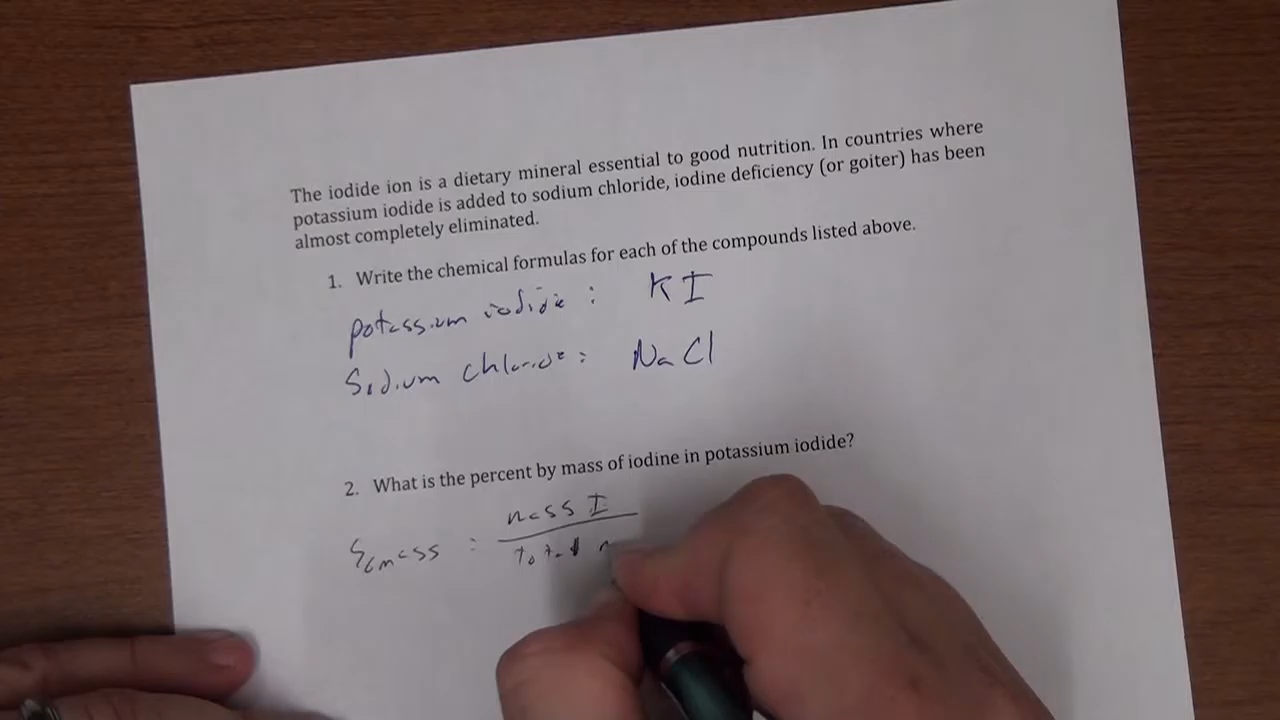 The iodide ion is a dietary mineral essential to good nutrition. In countries where
potassium iodide is added to sodium chloride, iodine deficiency (or goiter) has been
almost completely eliminated.
1. Write the chemical formulas for each of the compounds listed above.
potassium iodide : KI
Sodium chloride : NaCl
2. What is the percent by mass of iodine in potassium iodide?
mass I
% mass =
total m